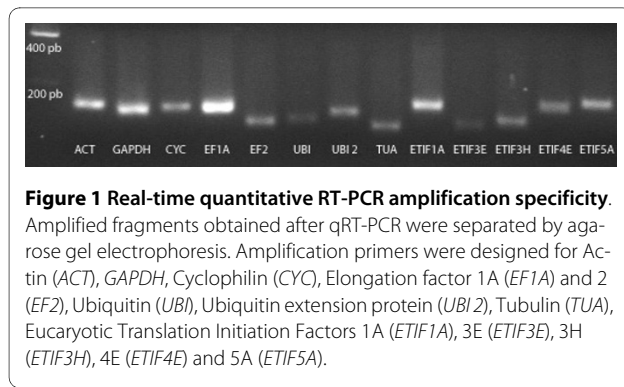 400 pb
200 pb
ACT GAPDH CYC EF1A EF2 UBI UBI 2 TUA ETIF1A ETIF3E ETIF3H ETIF4E ETIF5A
Figure 1 Real-time quantitative RT-PCR amplification specificity.
Amplified fragments obtained after qRT-PCR were separated by aga-
rose gel electrophoresis. Amplification primers were designed for Ac-
tin (ACT), GAPDH, Cyclophilin (CYC), Elongation factor 1A (EF1A) and 2
(EF2), Ubiquitin (UBI), Ubiquitin extension protein (UBI 2), Tubulin (TUA),
Eucaryotic Translation Initiation Factors 1A (ETIF1A), 3E (ETIF3E), 3H
(ETIF3H), 4E (ETIF4E) and 5A (ETIF5A).